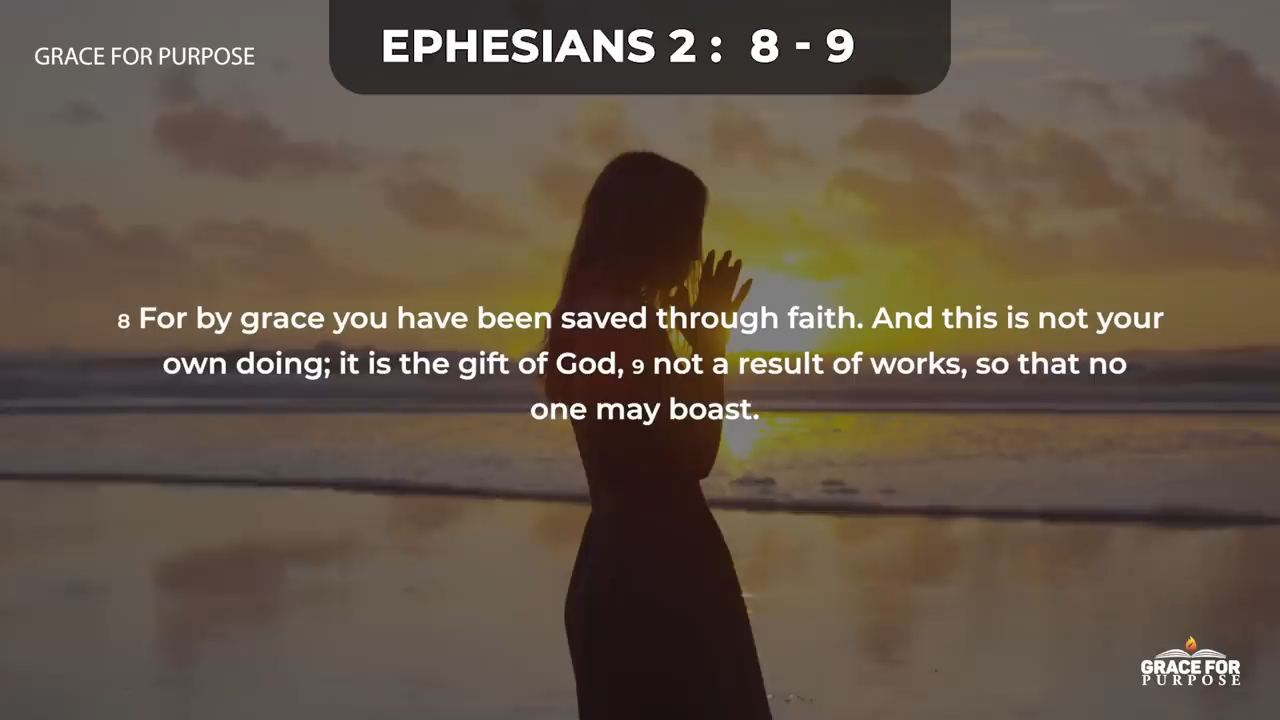 GRACE FOR PURPOSE
EPHESIANS 2 : 8 - 9
8 For by grace you have been saved through faith. And this is not your
own doing; it is the gift of God, 9 not a result of works, so that no
one may boast.
GRACE FOR
PURPOSE